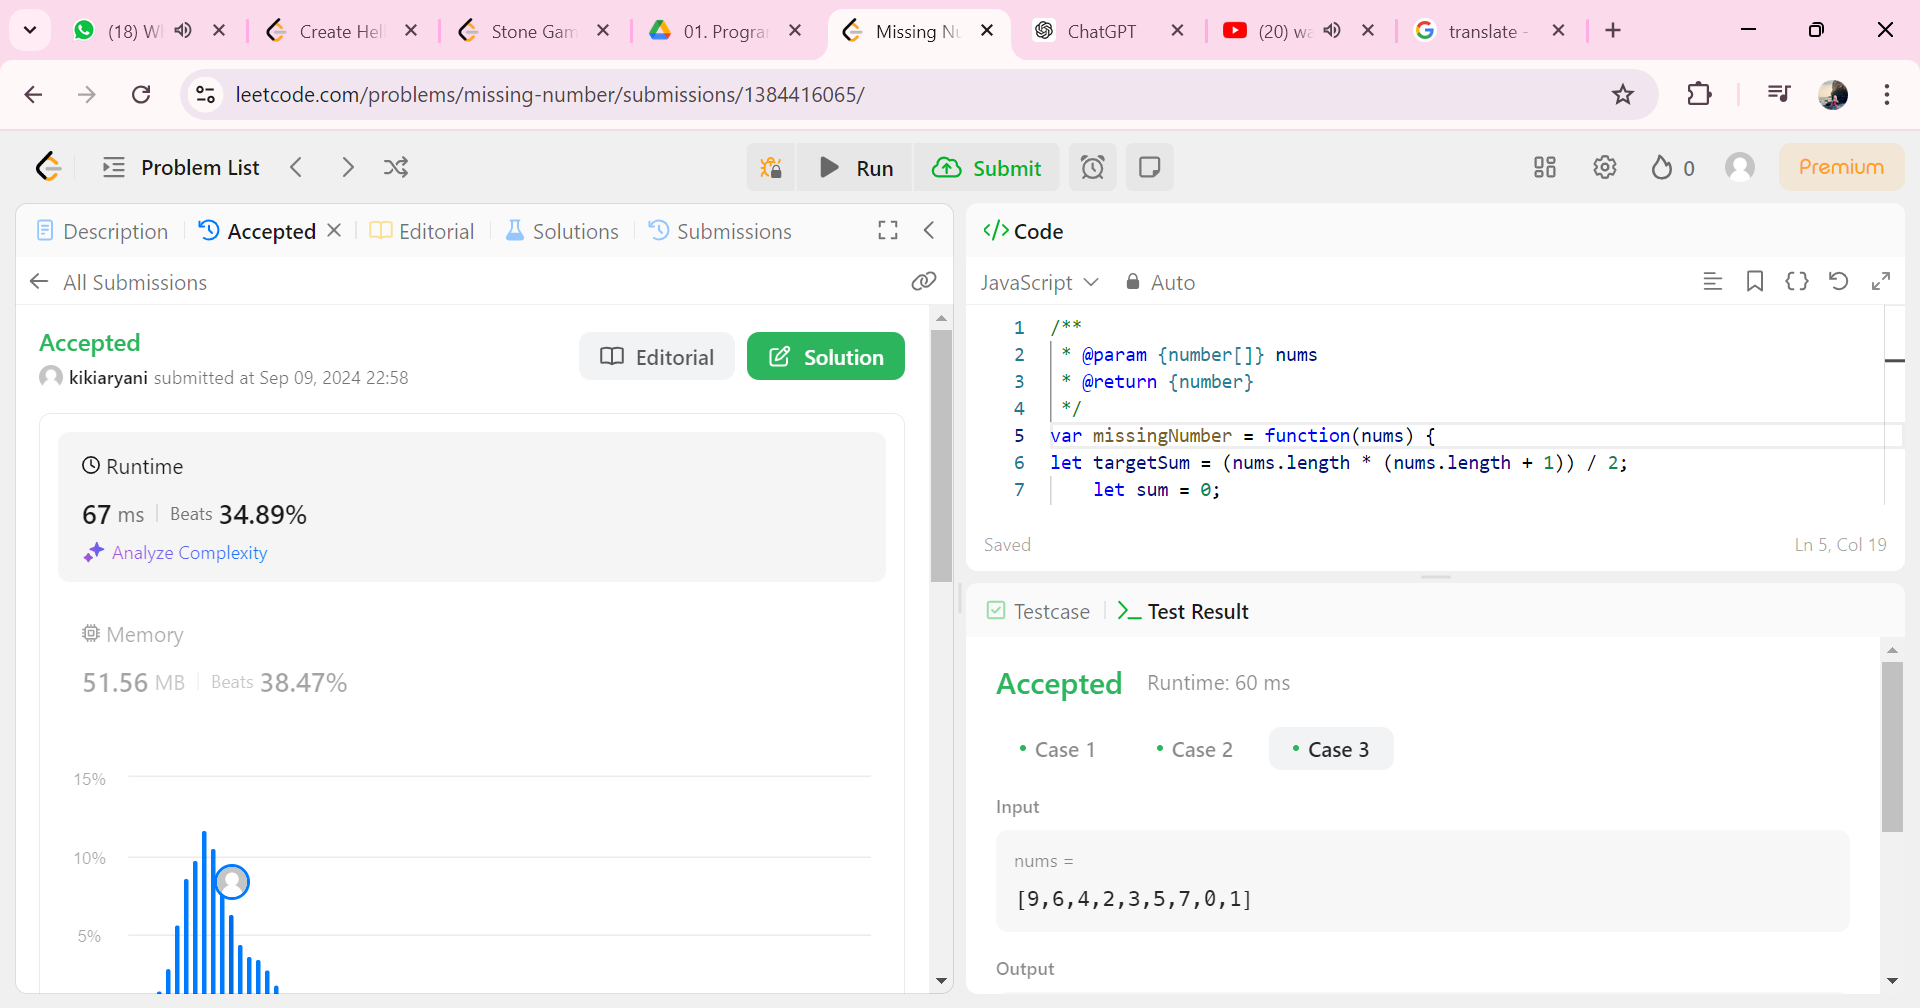 (18) W
Create Hel
Stone Gam
01. Progra
Missing Nu
ChatGPT
(20) wa
translate -
leetcode.com/problems/missing-number/submissions/1384416065/
Problem List
Run
Submit
0
Premium
Description
Accepted
Editorial
Solutions
Submissions
All Submissions
Accepted
kikiaryani submitted at Sep 09, 2024 22:58
Editorial
Solution
Runtime
67 ms
Beats 34.89%
Analyze Complexity
Memory
51.56 MB
Beats 38.47%
15%
10%
5%
</> Code
JavaScript
Auto
1 /**
2 * @param {number[]} nums
3 * @return {number}
4 */
5 var missingNumber = function(nums) {
6 let targetSum = (nums.length * (nums.length + 1)) / 2;
7 let sum = 0;
Saved
Ln 5, Col 19
Testcase
Test Result
Accepted
Runtime: 60 ms
Case 1
Case 2
Case 3
Input
nums =
[9,6,4,2,3,5,7,0,1]
Output